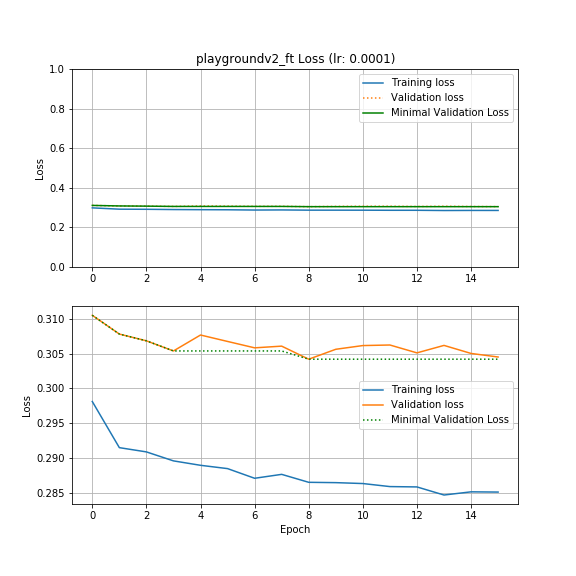 playgroundv2_ft Loss (lr: 0.0001)
1.0
0.8
0.6
0.4
0.2
0.0
Loss
Training loss
Validation loss
Minimal Validation Loss
0 2 4 6 8 10 12 14
0.310
0.305
0.300
0.295
0.290
0.285
Loss
Training loss
Validation loss
Minimal Validation Loss
0 2 4 6 8 10 12 14
Epoch